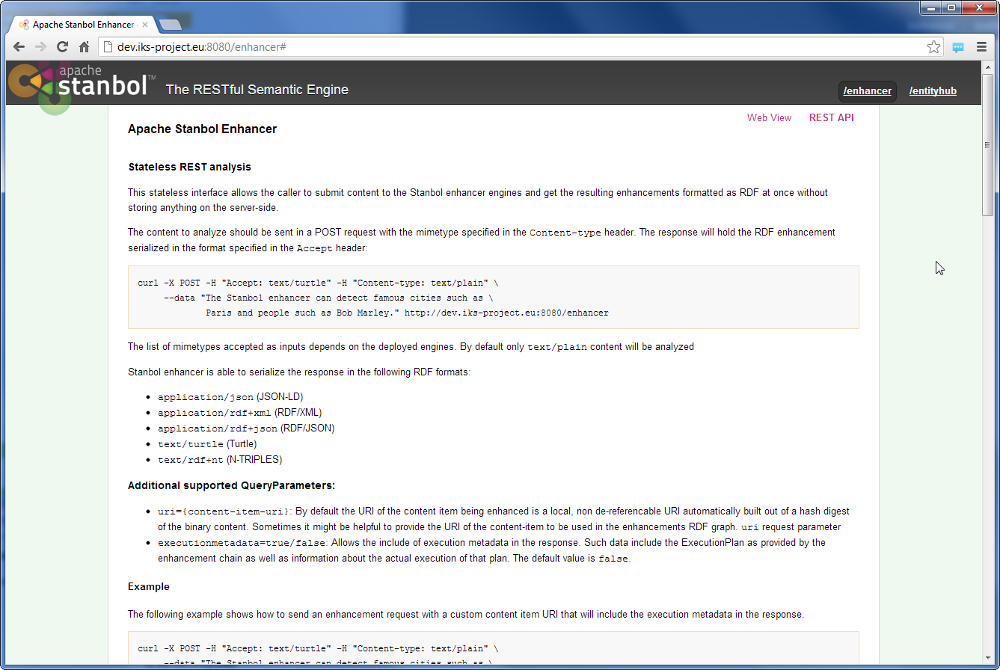 Apache Stanbol Enhancer
dev.iks-project.eu:8080/enhancer#
apache
stanbol™
The RESTful Semantic Engine
/enhancer /entityhub
Web View REST API
Apache Stanbol Enhancer
Stateless REST analysis
This stateless interface allows the caller to submit content to the Stanbol enhancer engines and get the resulting enhancements formatted as RDF at once without
storing anything on the server-side.
The content to analyze should be sent in a POST request with the mimetype specified in the Content-type header. The response will hold the RDF enhancement
serialized in the format specified in the Accept header:
curl -X POST -H "Accept: text/turtle" -H "Content-type: text/plain" \
--data "The Stanbol enhancer can detect famous cities such as \
Paris and people such as Bob Marley." http://dev.iks-project.eu:8080/enhancer
The list of mimetypes accepted as inputs depends on the deployed engines. By default only text/plain content will be analyzed
Stanbol enhancer is able to serialize the response in the following RDF formats:
• application/json (JSON-LD)
• application/rdf+xml (RDF/XML)
• application/rdf+json (RDF/JSON)
• text/turtle (Turtle)
• text/rdf+nt (N-TRIPLES)
Additional supported QueryParameters:
• uri={content-item-uri}: By default the URI of the content item being enhanced is a local, non de-referencable URI automatically built out of a hash digest
of the binary content. Sometimes it might be helpful to provide the URI of the content-item to be used in the enhancements RDF graph. uri request parameter
• executionmetadata=true/false: Allows the include of execution metadata in the response. Such data include the ExecutionPlan as provided by the
enhancement chain as well as information about the actual execution of that plan. The default value is false.
Example
The following example shows how to send an enhancement request with a custom content item URI that will include the execution metadata in the response.
curl -X POST -H "Accept: text/turtle" -H "Content-type: text/plain" \
--data "The Stanbol enhancer can detect famous cities such as \